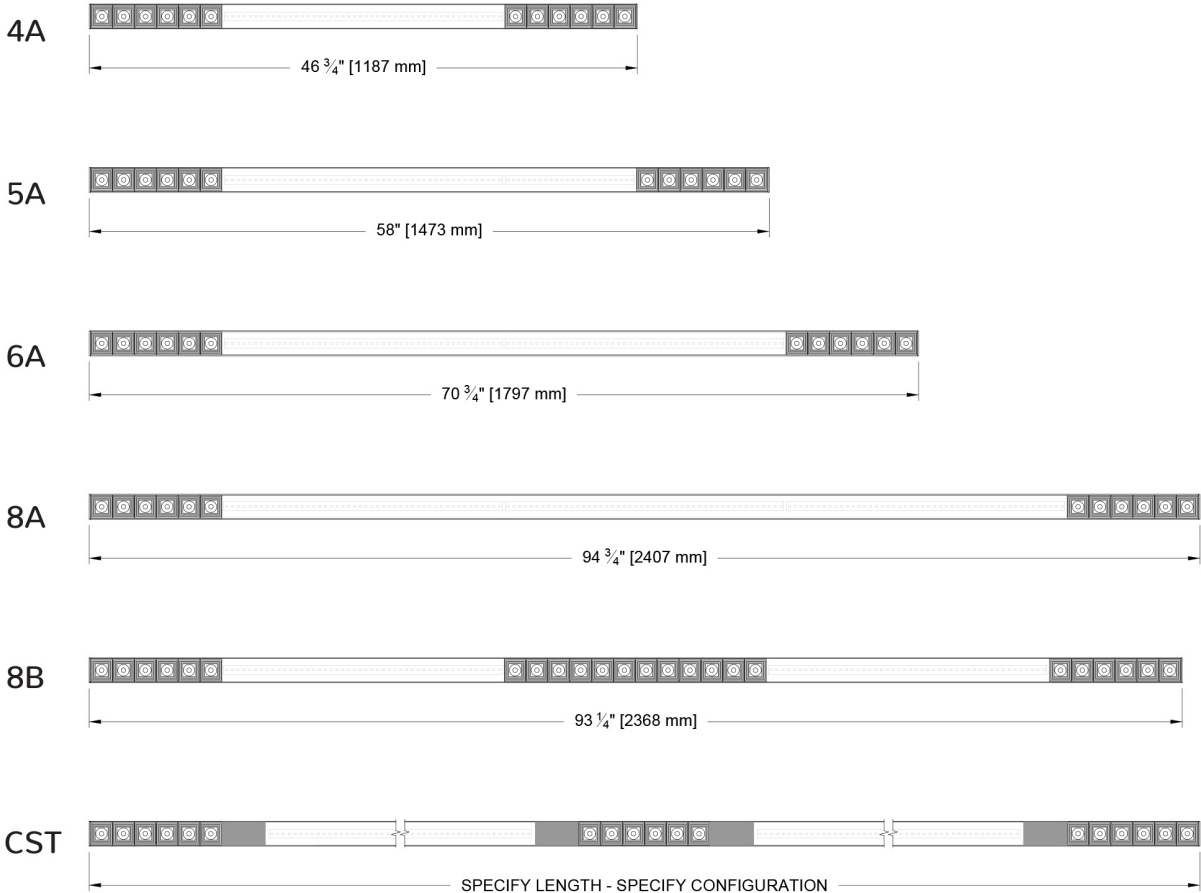 4A
46 ¾" [1187 mm]
5A
58" [1473 mm]
6A
70 ¾" [1797 mm]
8A
94 ¾" [2407 mm]
8B
93 ¼" [2368 mm]
CST
SPECIFY LENGTH - SPECIFY CONFIGURATION